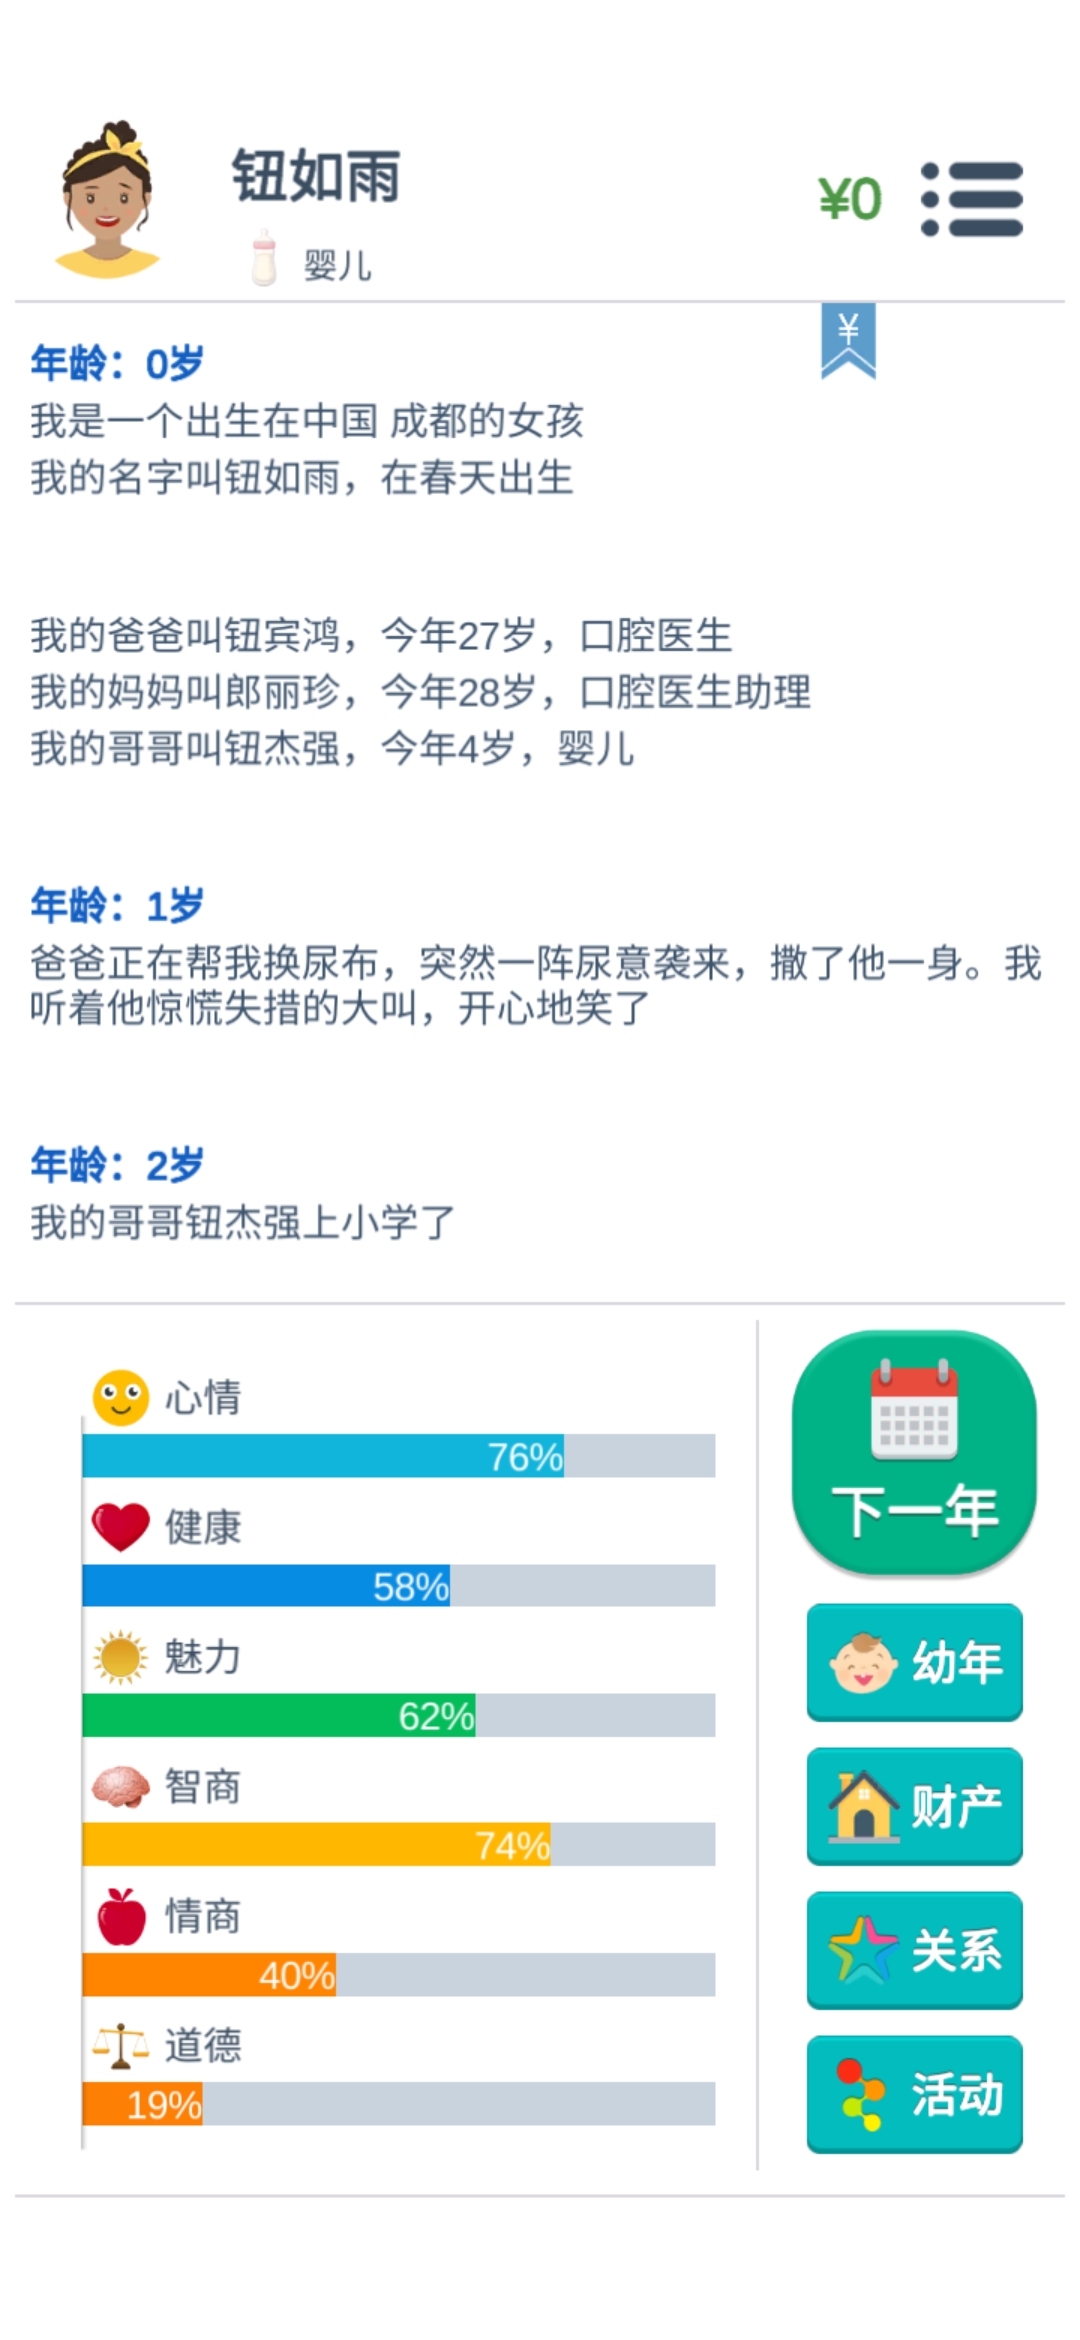 钮如雨
¥0
婴儿
¥
年龄：0岁
我是一个出生在中国 成都的女孩
我的名字叫钮如雨，在春天出生
我的爸爸叫钮宾鸿，今年27岁，口腔医生
我的妈妈叫郎丽珍，今年28岁，口腔医生助理
我的哥哥叫钮杰强，今年4岁，婴儿
年龄：1岁
爸爸正在帮我换尿布，突然一阵尿意袭来，撒了他一身。我
听着他惊慌失措的大叫，开心地笑了
年龄：2岁
我的哥哥钮杰强上小学了
心情
76%
健康
58%
魅力
62%
智商
74%
情商
40%
道德
19%
下一年
幼年
财产
关系
活动